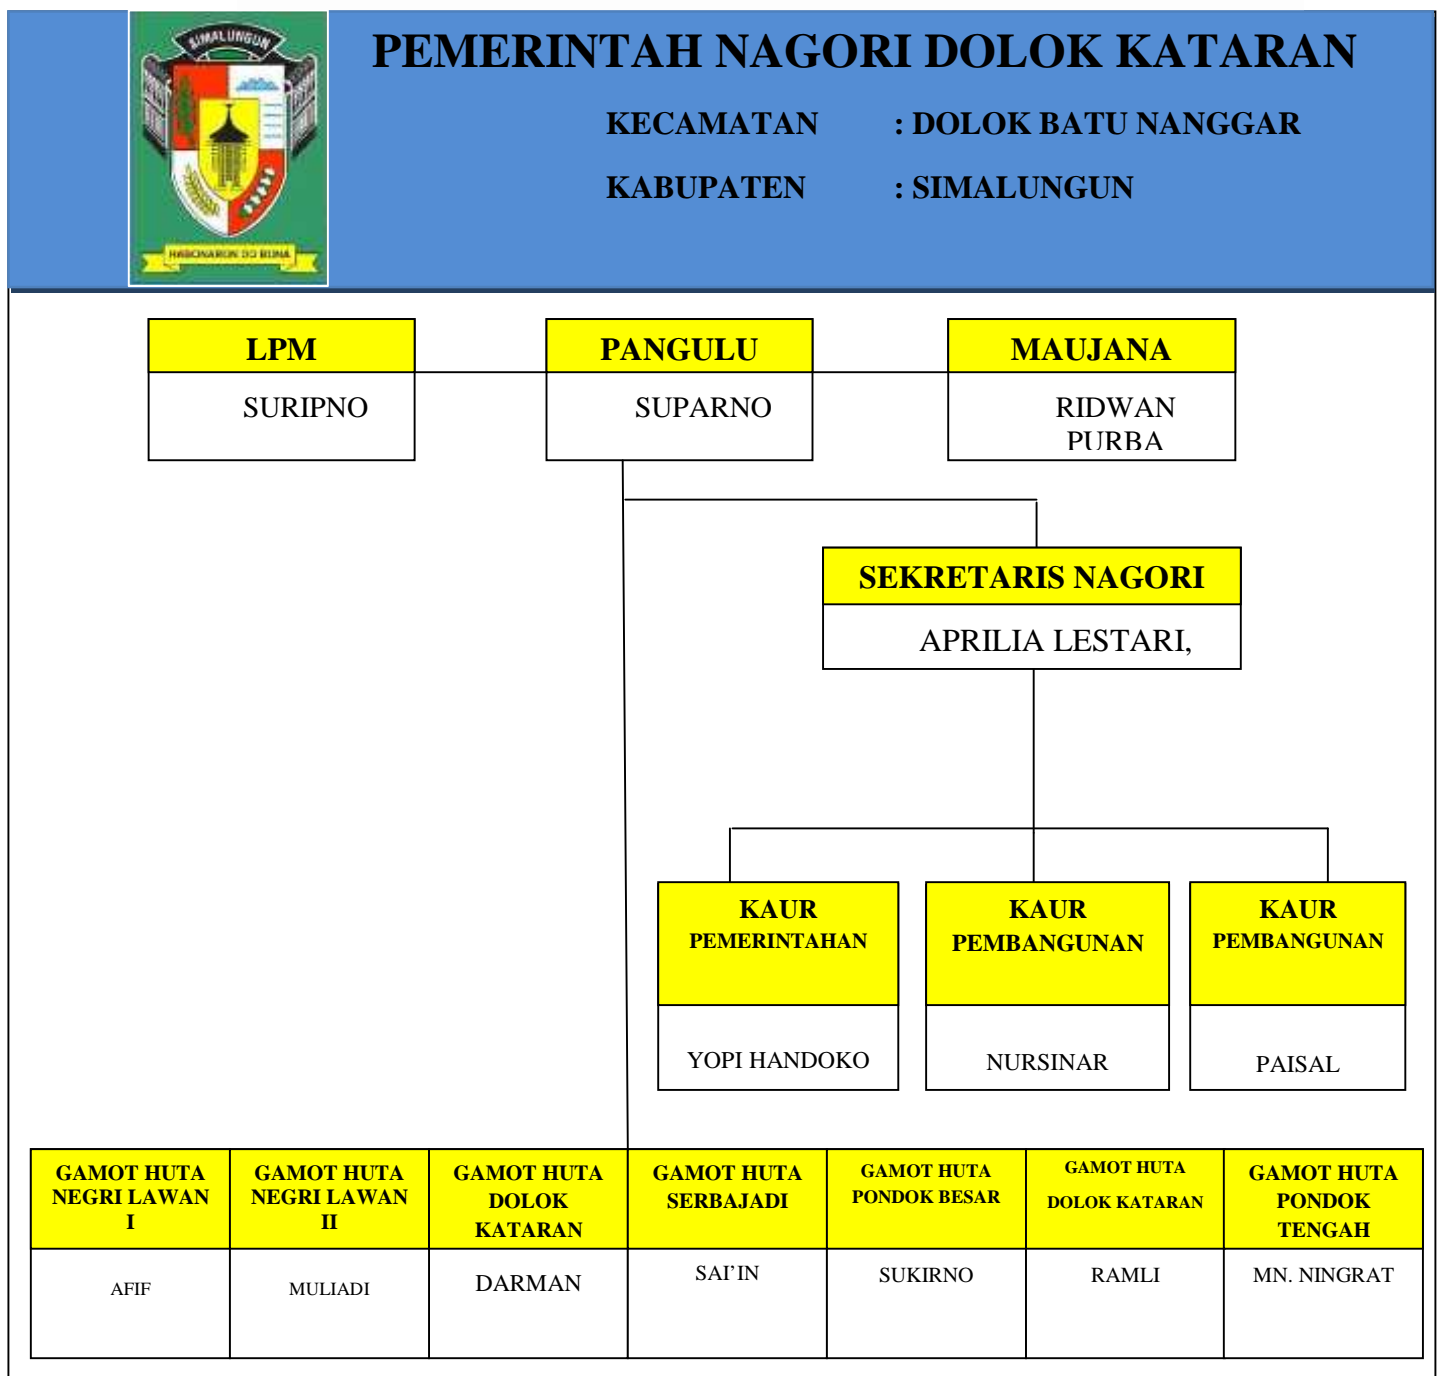 SIMALUNGUN
PEMERINTAH NAGORI DOLOK KATARAN
KECAMATAN : DOLOK BATU NANGGAR
KABUPATEN : SIMALUNGUN
HABONARON DO BONA
LPM
PANGULU
MAUJANA
SURIPNO
SUPARNO
RIDWAN
PURBA
SEKRETARIS NAGORI
APRILIA LESTARI,
KAUR
PEMERINTAHAN
YOPI HANDOKO
KAUR
PEMBANGUNAN
NURSINAR
KAUR
PEMBANGUNAN
PAISAL
GAMOT HUTA
NEGRI LAWAN
I
AFIF
GAMOT HUTA
NEGRI LAWAN
II
MULIADI
GAMOT HUTA
DOLOK
KATARAN
DARMAN
GAMOT HUTA
SERBAJADI
SAI’IN
GAMOT HUTA
PONDOK BESAR
SUKIRNO
GAMOT HUTA
DOLOK KATARAN
RAMLI
GAMOT HUTA
PONDOK
TENGAH
MN. NINGRAT